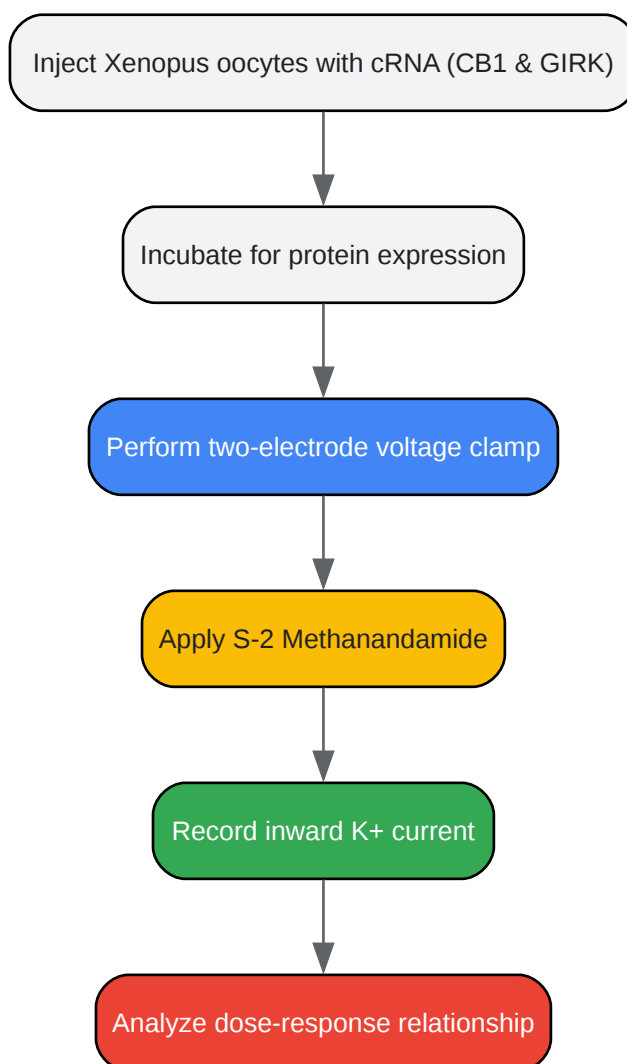 Inject Xenopus oocytes with cRNA (CB1 & GIRK)
Incubate for protein expression
Perform two-electrode voltage clamp
Apply S-2 Methanandamide
Record inward K+ current
Analyze dose-response relationship